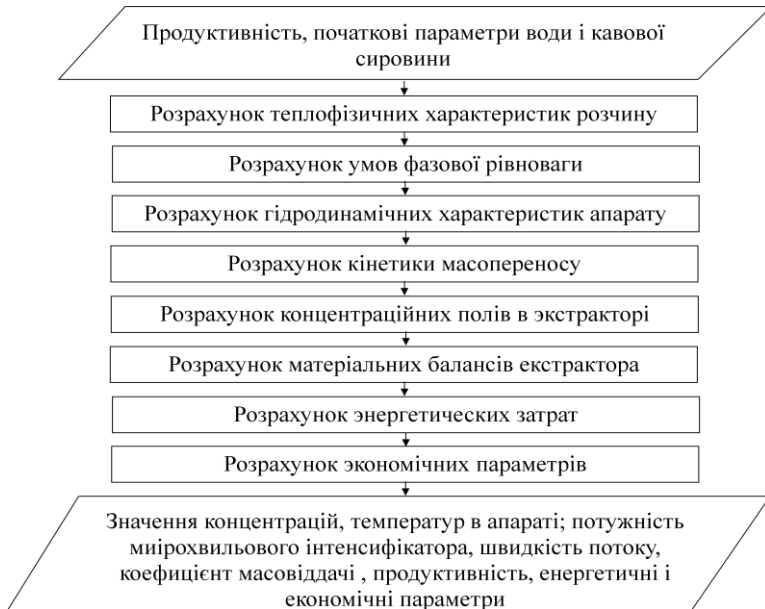 Продуктивність, початкові параметри води і кавової
сировини
Розрахунок теплофізичних характеристик розчину
Розрахунок умов фазової рівноваги
Розрахунок гідродинамічних характеристик апарату
Розрахунок кінетики масопереносу
Розрахунок концентраційних полів в экстракторі
Розрахунок матеріальних балансів екстрактора
Розрахунок энергетических затрат
Розрахунок экономічних параметрів
Значення концентрацій, температур в апараті; потужність
миірохвильового інтенсифікатора, швидкість потоку,
коефицієнт масовіддачі , продуктивність, енергетичні і
економічні параметри